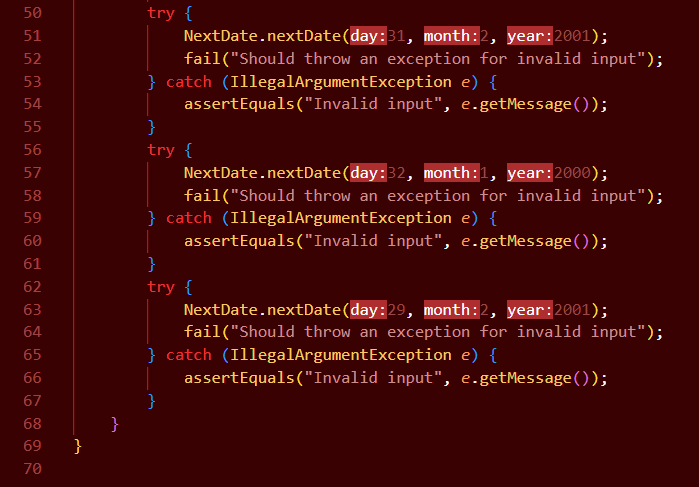 50 try {
51 NextDate.nextDate(day:31, month:2, year:2001);
52 fail("Should throw an exception for invalid input");
53 } catch (IllegalArgumentException e) {
54 assertEquals("Invalid input", e.getMessage());
55 }
56 try {
57 NextDate.nextDate(day:32, month:1, year:2000);
58 fail("Should throw an exception for invalid input");
59 } catch (IllegalArgumentException e) {
60 assertEquals("Invalid input", e.getMessage());
61 }
62 try {
63 NextDate.nextDate(day:29, month:2, year:2001);
64 fail("Should throw an exception for invalid input");
65 } catch (IllegalArgumentException e) {
66 assertEquals("Invalid input", e.getMessage());
67 }
68 }
69 }
70